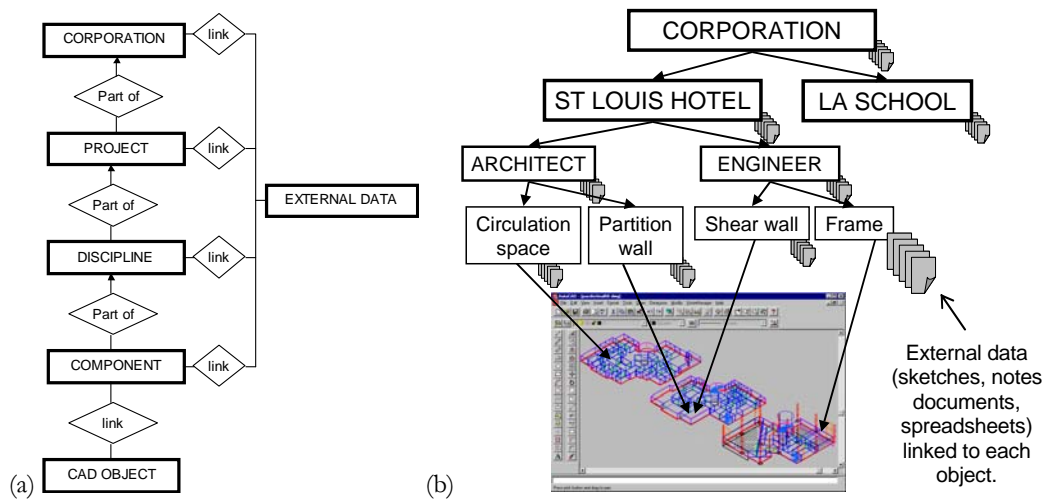 CORPORATION
link
Part of
PROJECT
link
Part of
EXTERNAL DATA
DISCIPLINE
link
Part of
COMPONENT
link
link
CAD OBJECT
(a)
CORPORATION
ST LOUIS HOTEL
LA SCHOOL
ARCHITECT
ENGINEER
Circulation
space
Partition
wall
Shear wall
Frame
External data
(sketches, notes
documents,
spreadsheets)
linked to each
object.
(b)